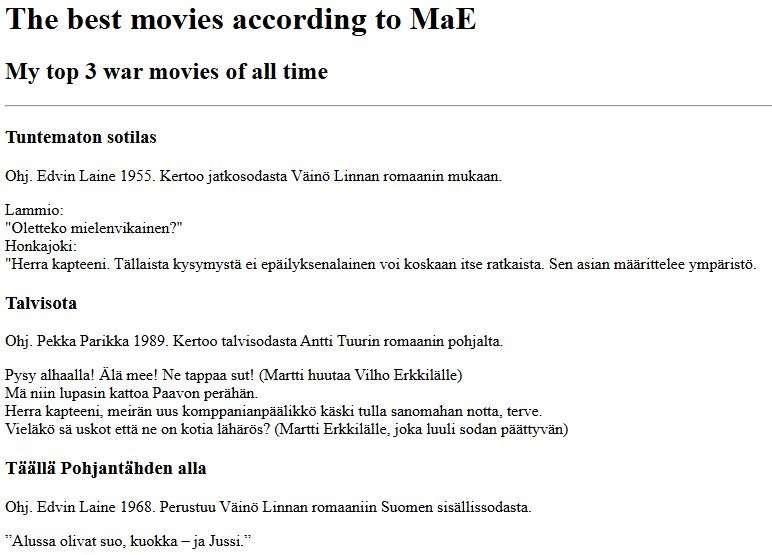 The best movies according to MaE
My top 3 war movies of all time
Tuntematon sotilas
Ohj. Edvin Laine 1955. Kertoo jatkosodasta Väinö Linnan romaanin mukaan.
Lammio:
"Oletteko mielenvikainen?"
Honkajoki:
"Herra kapteeni. Tällaista kysymystä ei epäilyksenalainen voi koskaan itse ratkaista. Sen asian määrittelee ympäristö.
Talvisota
Ohj. Pekka Parikka 1989. Kertoo talvisodasta Antti Tuurin romaanin pohjalta.
Pysy alhaalla! Älä mee! Ne tappaa sut! (Martti huutaa Vilho Erkkilälle)
Mä niin lupasin kattoa Paavon perähän.
Herra kapteeni, meirän uus komppanianpäälikkö käski tulla sanomahan notta, terve.
Vieläkö sä uskot että ne on kotia lähärös? (Martti Erkkilälle, joka luuli sodan päättyvän)
Täällä Pohjantähden alla
Ohj. Edvin Laine 1968. Perustuu Väinö Linnan romaaniin Suomen sisällissodasta.
”Alussa olivat suo, kuokka – ja Jussi.”